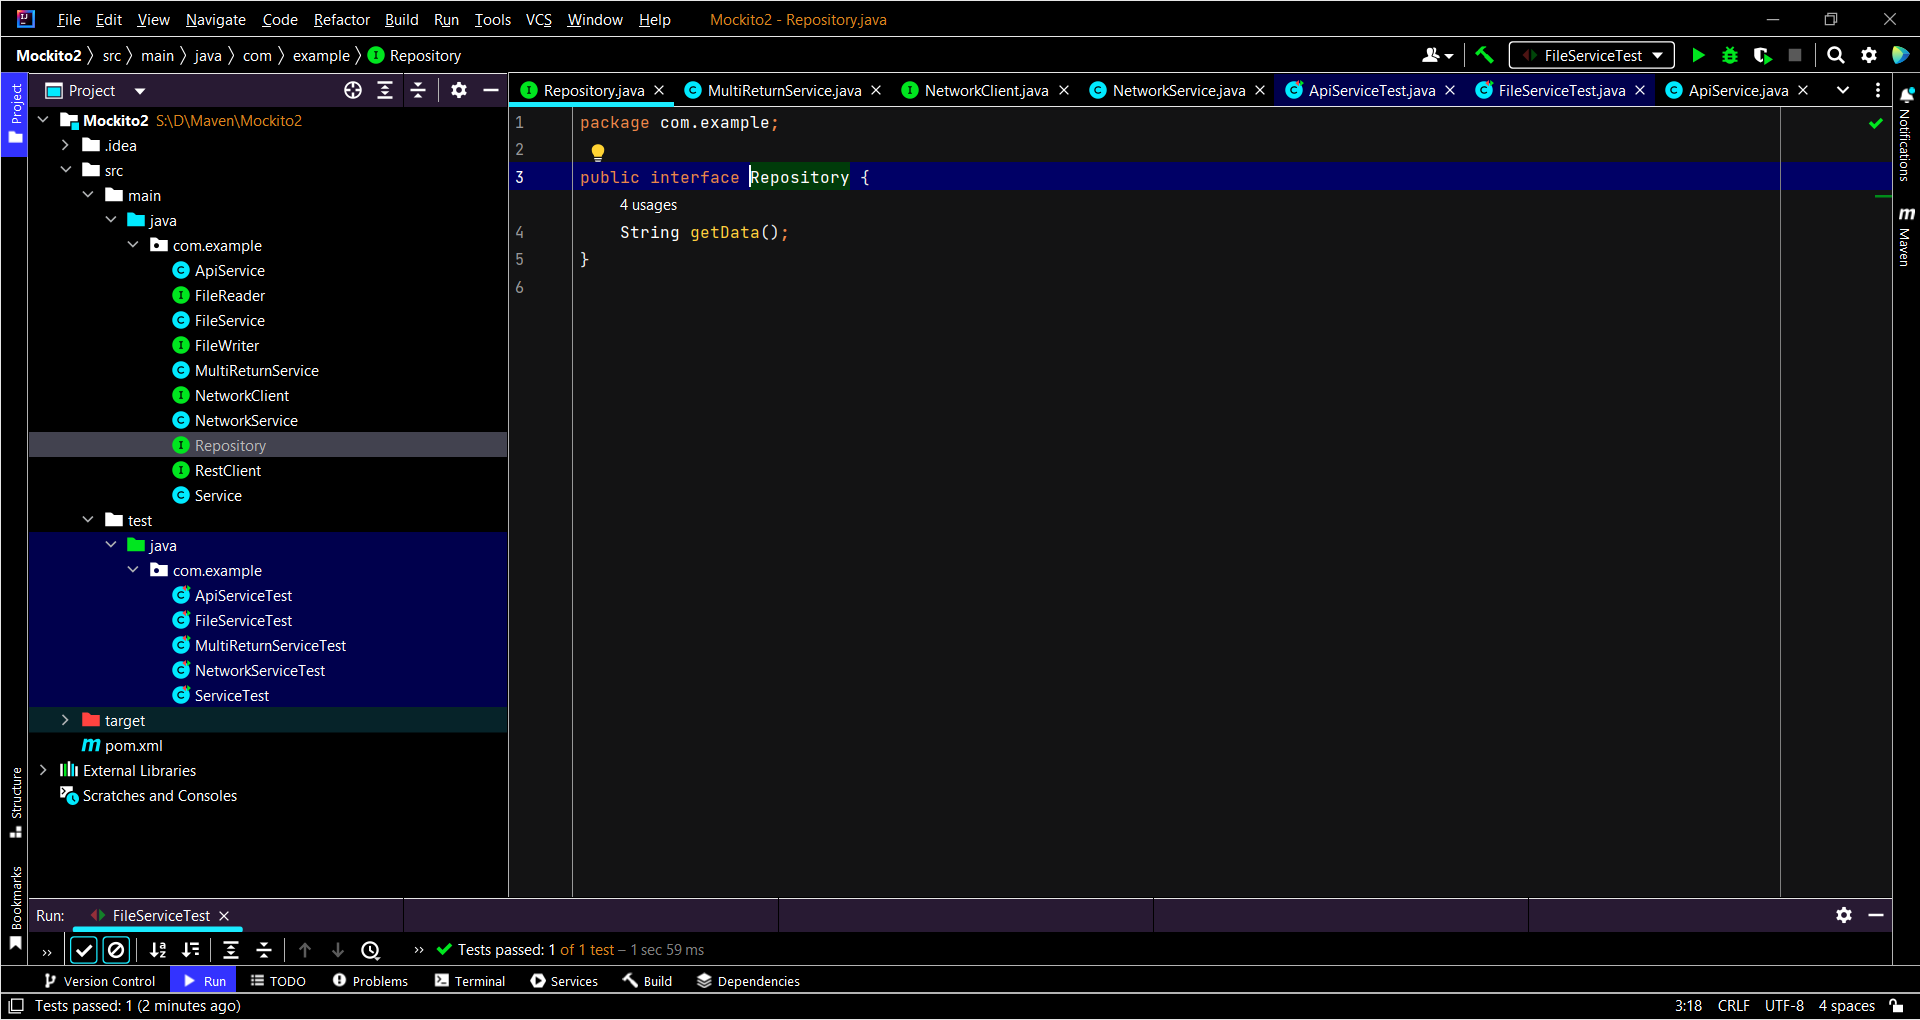 File Edit View Navigate Code Refactor Build Run Tools VCS Window Help Mockito2 - Repository.java
Mockito2 src main java com example Repository FileServiceTest
Project
Repository.java MultiReturnService.java NetworkClient.java NetworkService.java ApiServiceTest.java FileServiceTest.java ApiService.java
Project
Notifications
Maven
Structure
Bookmarks
Mockito2 S:\D\Maven\Mockito2
.idea
src
main
java
com.example
ApiService
FileReader
FileService
FileWriter
MultiReturnService
NetworkClient
NetworkService
Repository
RestClient
Service
test
java
com.example
ApiServiceTest
FileServiceTest
MultiReturnServiceTest
NetworkServiceTest
ServiceTest
target
pom.xml
External Libraries
Scratches and Consoles
1 package com.example;
2
3 public interface Repository {
4 usages
4 String getData();
5 }
6
Run: FileServiceTest
Tests passed: 1 of 1 test – 1 sec 59 ms
Version Control Run TODO Problems Terminal Services Build Dependencies
Tests passed: 1 (2 minutes ago) 3:18 CRLF UTF-8 4 spaces